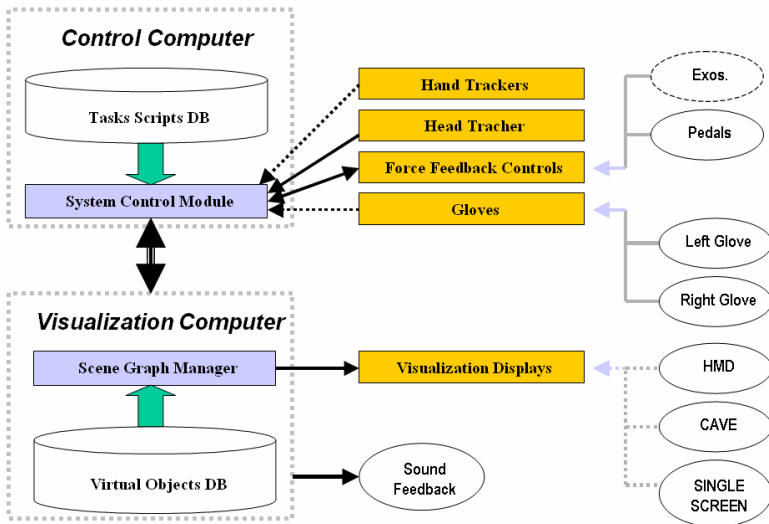 Control Computer
Tasks Scripts DB
System Control Module
Hand Trackers
Head Tracher
Force Feedback Controls
Gloves
Exos.
Pedals
Left Glove
Right Glove
Visualization Computer
Scene Graph Manager
Virtual Objects DB
Visualization Displays
Sound
Feedback
HMD
CAVE
SINGLE
SCREEN